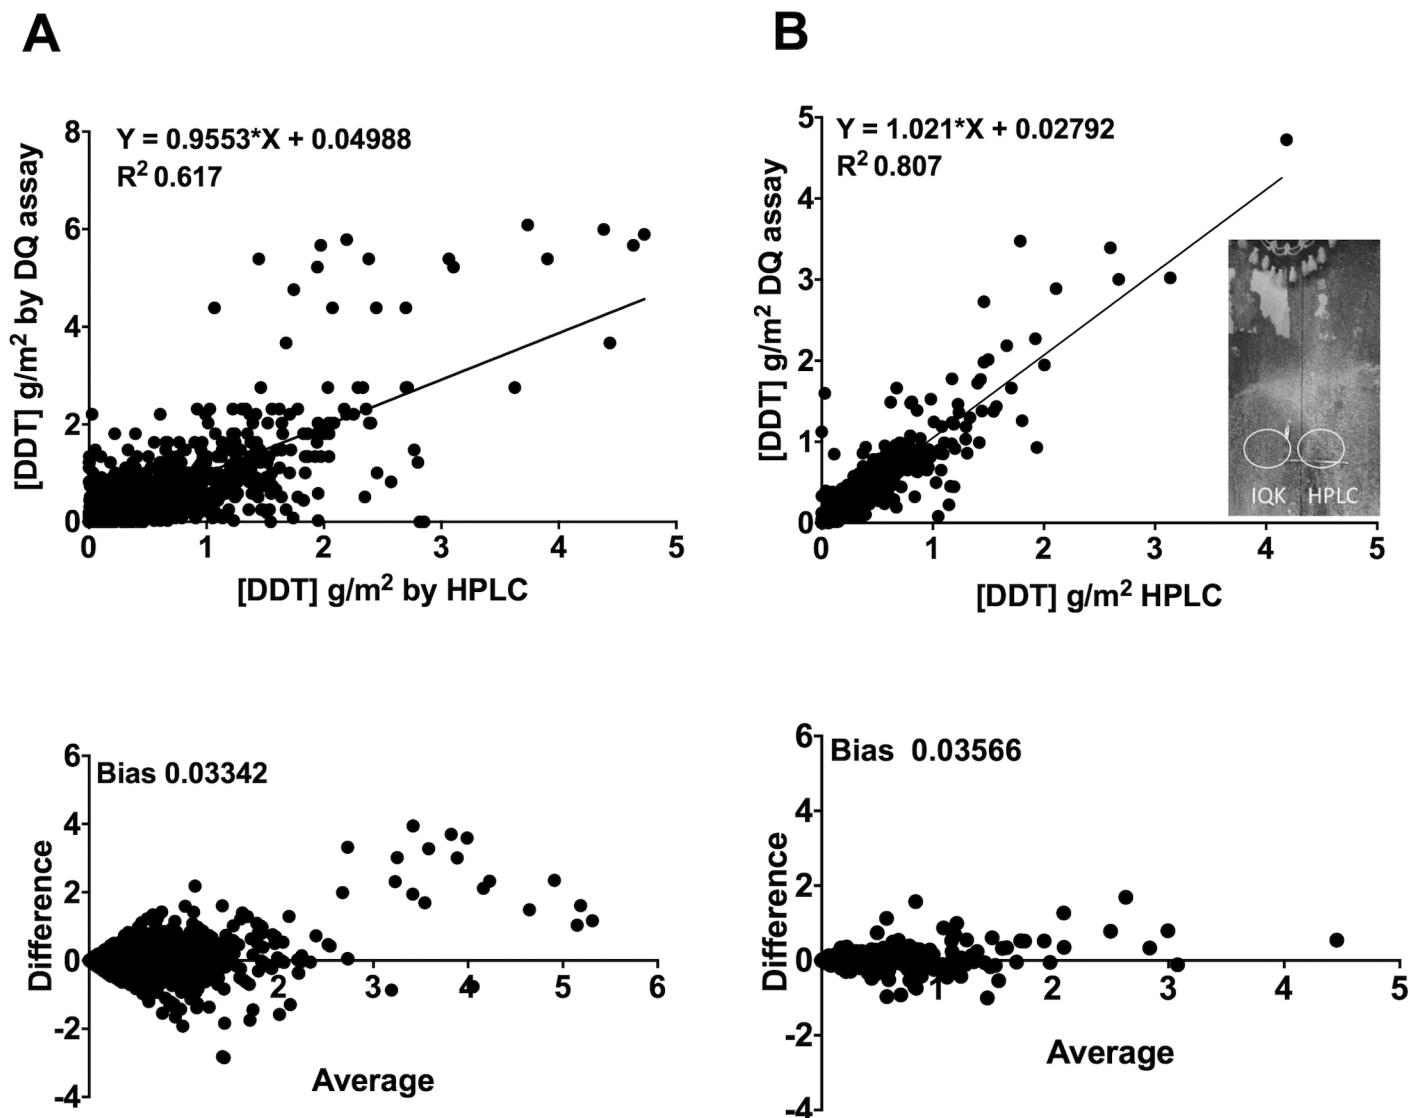 A
Y = 0.9553*X + 0.04988
R² 0.617
[DDT] g/m² by DQ assay
8
6
4
2
0
0 1 2 3 4 5
[DDT] g/m² by HPLC
B
Y = 1.021*X + 0.02792
R² 0.807
[DDT] g/m² DQ assay
5
4
3
2
1
0
IQK HPLC
0 1 2 3 4 5
[DDT] g/m² HPLC
Bias 0.03342
Difference
6
4
2
0
-2
-4
2 3 4 5 6
Average
Bias 0.03566
Difference
6
4
2
0
-2
-4
1 2 3 4 5
Average